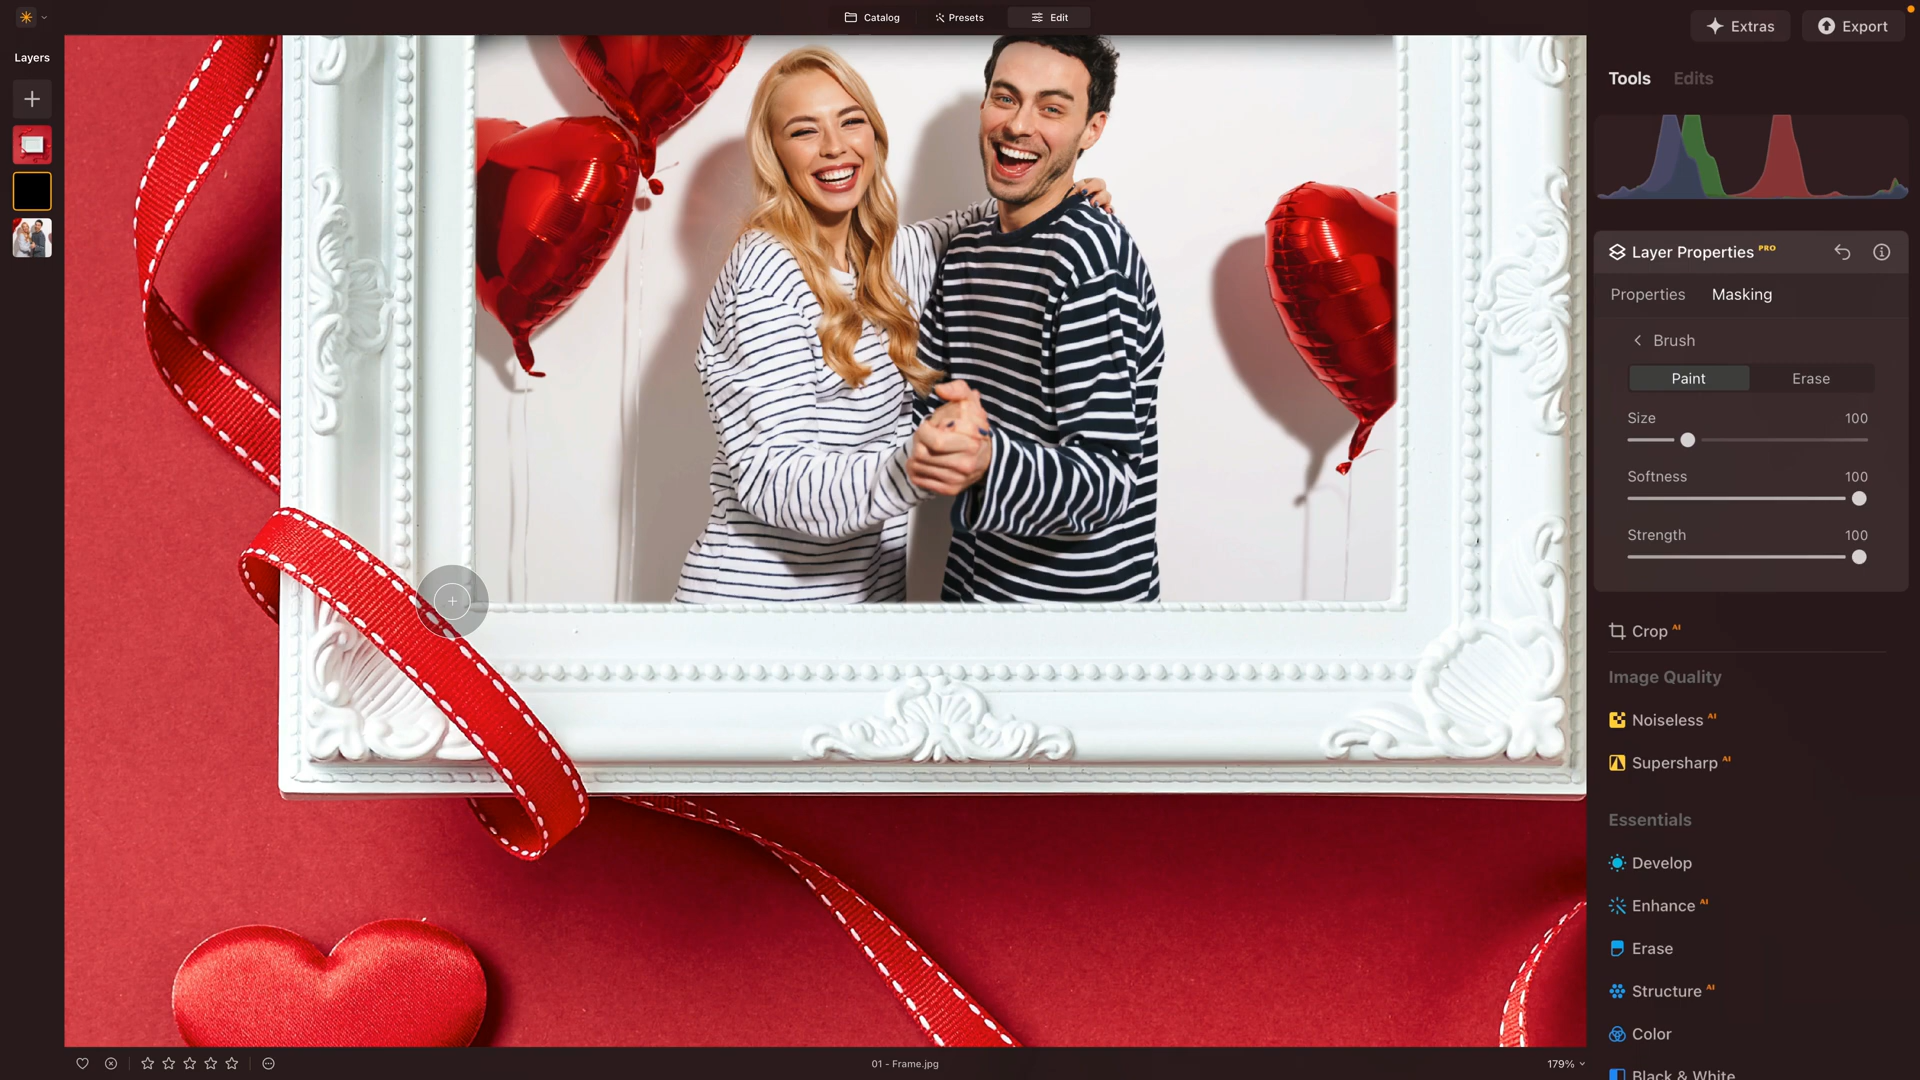 Catalog
Presets
Edit
Extras
Export
Layers
Tools
Edits
Layer Properties PRO
Properties
Masking
Brush
Paint
Erase
Size
100
Softness
100
Strength
100
Crop AI
Image Quality
Noiseless AI
Supersharp AI
Essentials
Develop
Enhance AI
Erase
Structure AI
Color
Black & White
01 - Frame.jpg
179%